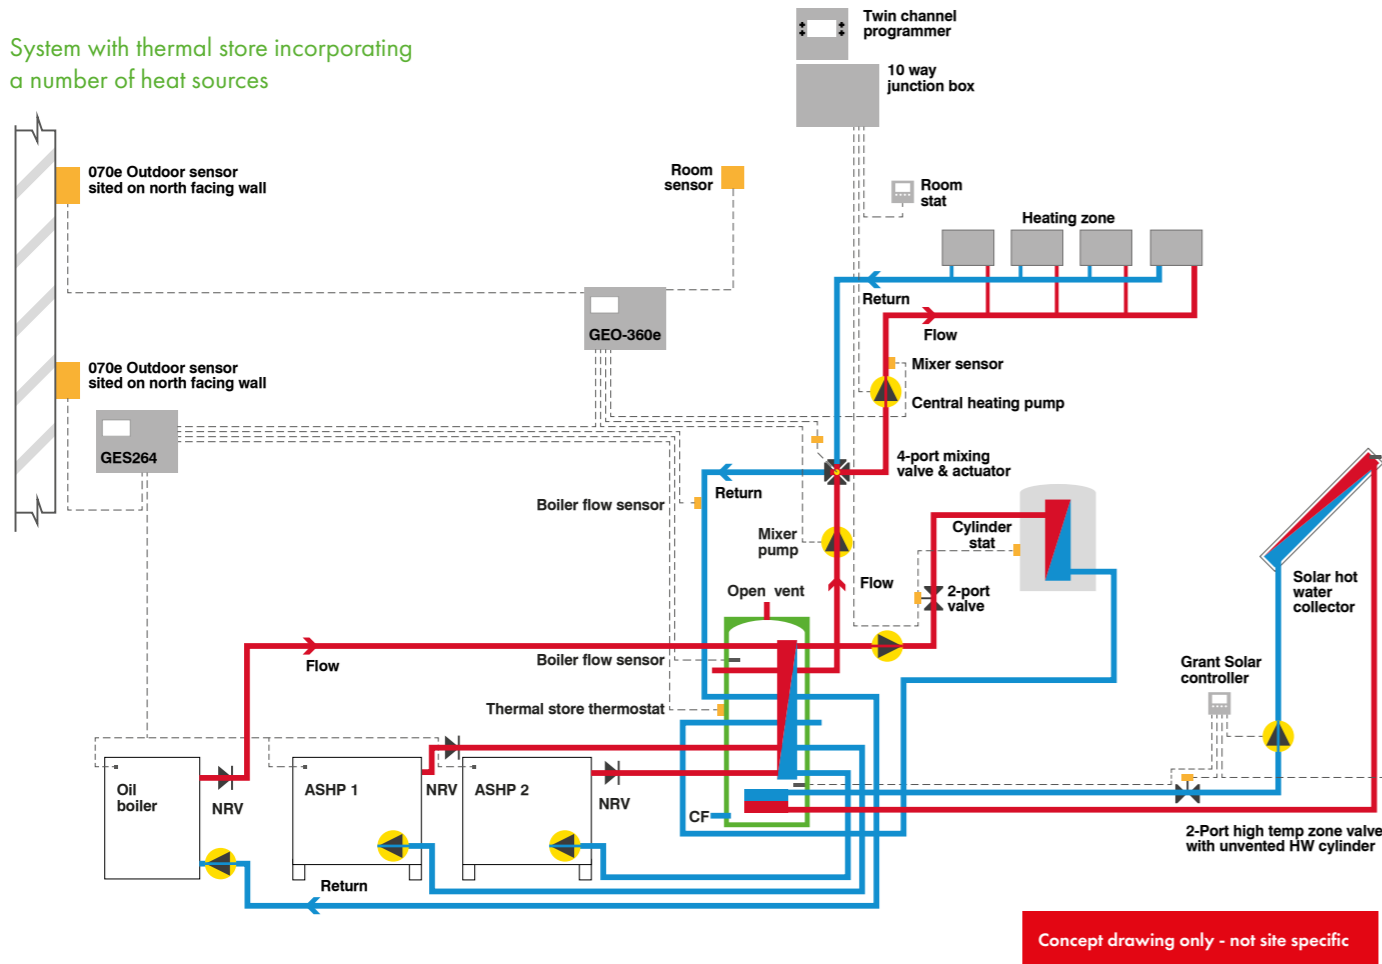 System with thermal store incorporating
a number of heat sources
Twin channel
programmer
10 way
junction box
070e Outdoor sensor
sited on north facing wall
Room
sensor
Room
stat
Heating zone
Return
Flow
GEO-360e
070e Outdoor sensor
sited on north facing wall
Mixer sensor
Central heating pump
GES264
4-port mixing
valve & actuator
Return
Boiler flow sensor
Mixer
pump
Cylinder
stat
Flow
2-port
valve
Open vent
Solar hot
water
collector
Flow
Boiler flow sensor
Grant Solar
controller
Thermal store thermostat
Oil
boiler
NRV
ASHP 1
NRV
ASHP 2
NRV
CF
2-Port high temp zone valve
with unvented HW cylinder
Return
Concept drawing only - not site specific